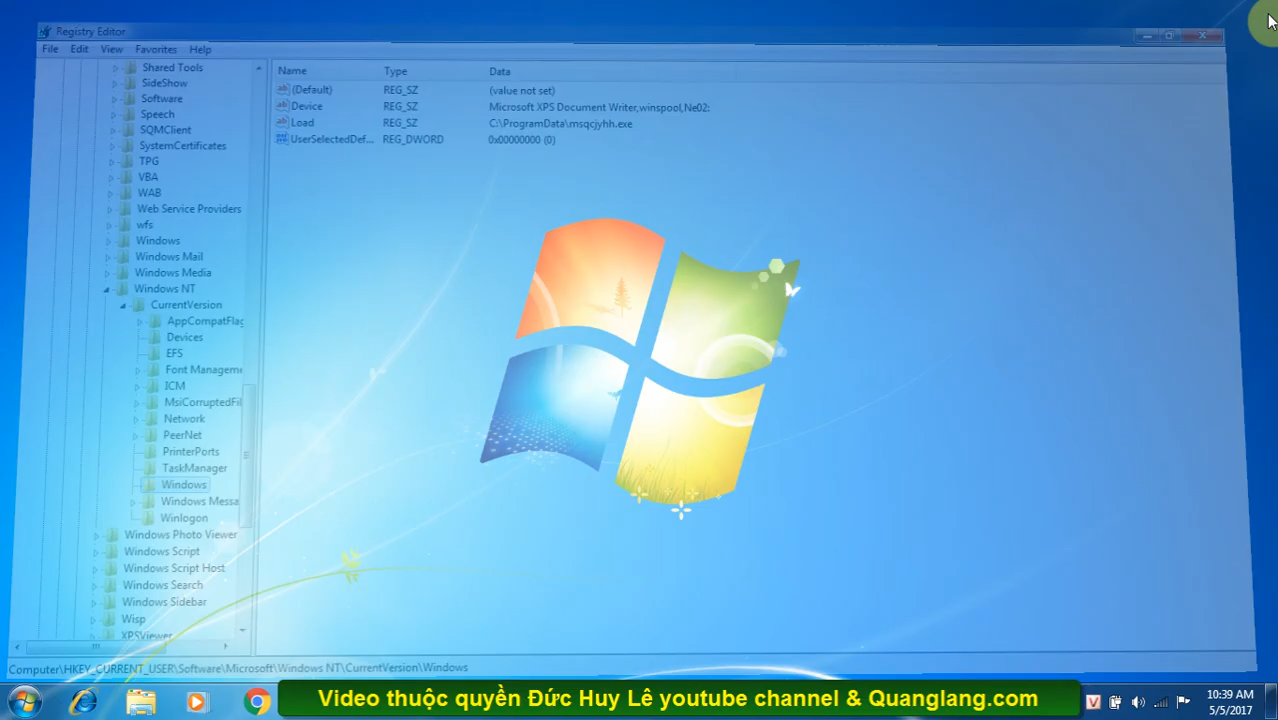 Registry Editor
File Edit View Favorites Help
Shared Tools
SideShow
Software
Speech
SQMClient
SystemCertificates
TPG
VBA
WAB
Web Service Providers
wfs
Windows
Windows Mail
Windows Media
Windows NT
CurrentVersion
AppCompatFlag
Devices
EFS
Font Managem
ICM
MsiCorruptedFil
Network
PeerNet
PrinterPorts
TaskManager
Windows
Windows Messa
Winlogon
Windows Photo Viewer
Windows Script
Windows Script Host
Windows Search
Windows Sidebar
Wisp
XPSViewer
Name Type Data
(Default) REG_SZ (value not set)
Device REG_SZ Microsoft XPS Document Writer,winspool,Ne02:
Load REG_SZ C:\ProgramData\msqcjyhh.exe
UserSelectedDef... REG_DWORD 0x00000000 (0)
Computer\HKEY_CURRENT_USER\Software\Microsoft\Windows NT\CurrentVersion\Windows
Video thuộc quyền Đức Huy Lê youtube channel & Quanglang.com
V
10:39 AM
5/5/2017